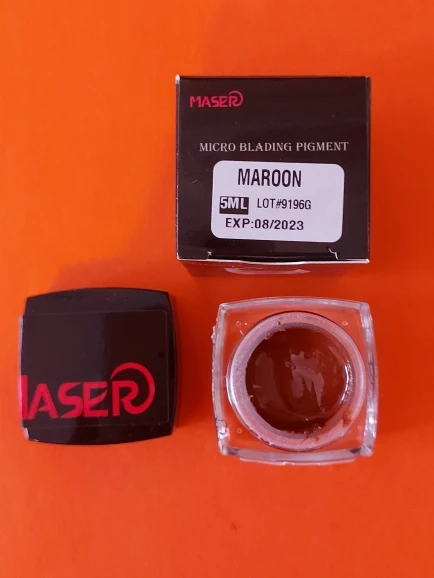 MASER
MICRO BLADING PIGMENT
MAROON
5ML LOT#9196G
EXP:08/2023
MASER